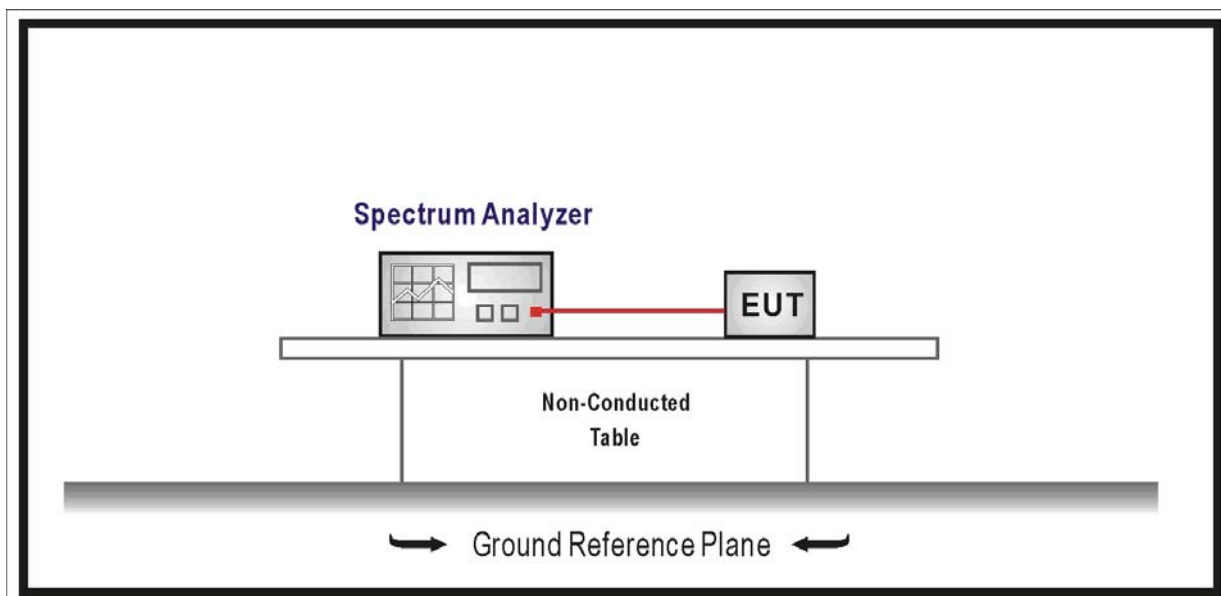 Spectrum Analyzer
EUT
Non-Conducted
Table
Ground Reference Plane